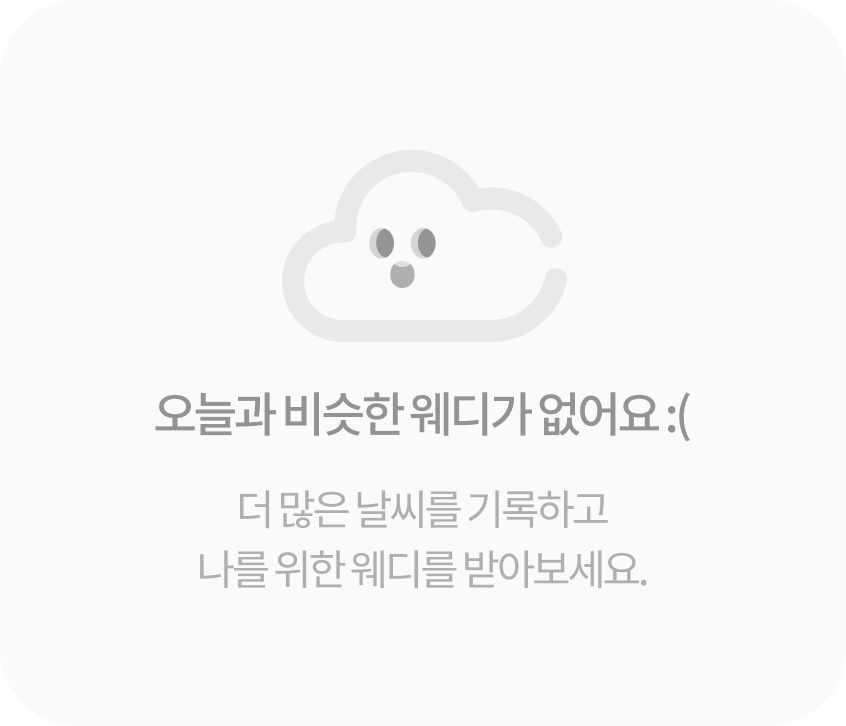 오늘과 비슷한 웨디가 없어요 :(
더 많은 날씨를 기록하고
나를 위한 웨디를 받아보세요.